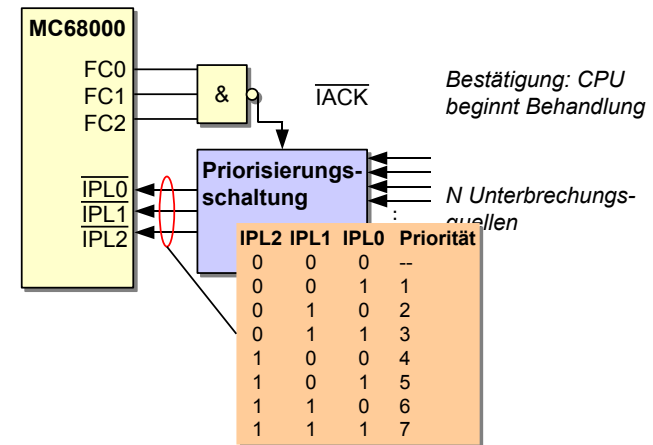 MC68000
FC0
FC1
FC2
&
IACK
Bestätigung: CPU
beginnt Behandlung
IPL0
IPL1
IPL2
Priorisierungs-
schaltung
N Unterbrechungs-
quellen
IPL2 IPL1 IPL0 Priorität
0 0 0 --
0 0 1 1
0 1 0 2
0 1 1 3
1 0 0 4
1 0 1 5
1 1 0 6
1 1 1 7